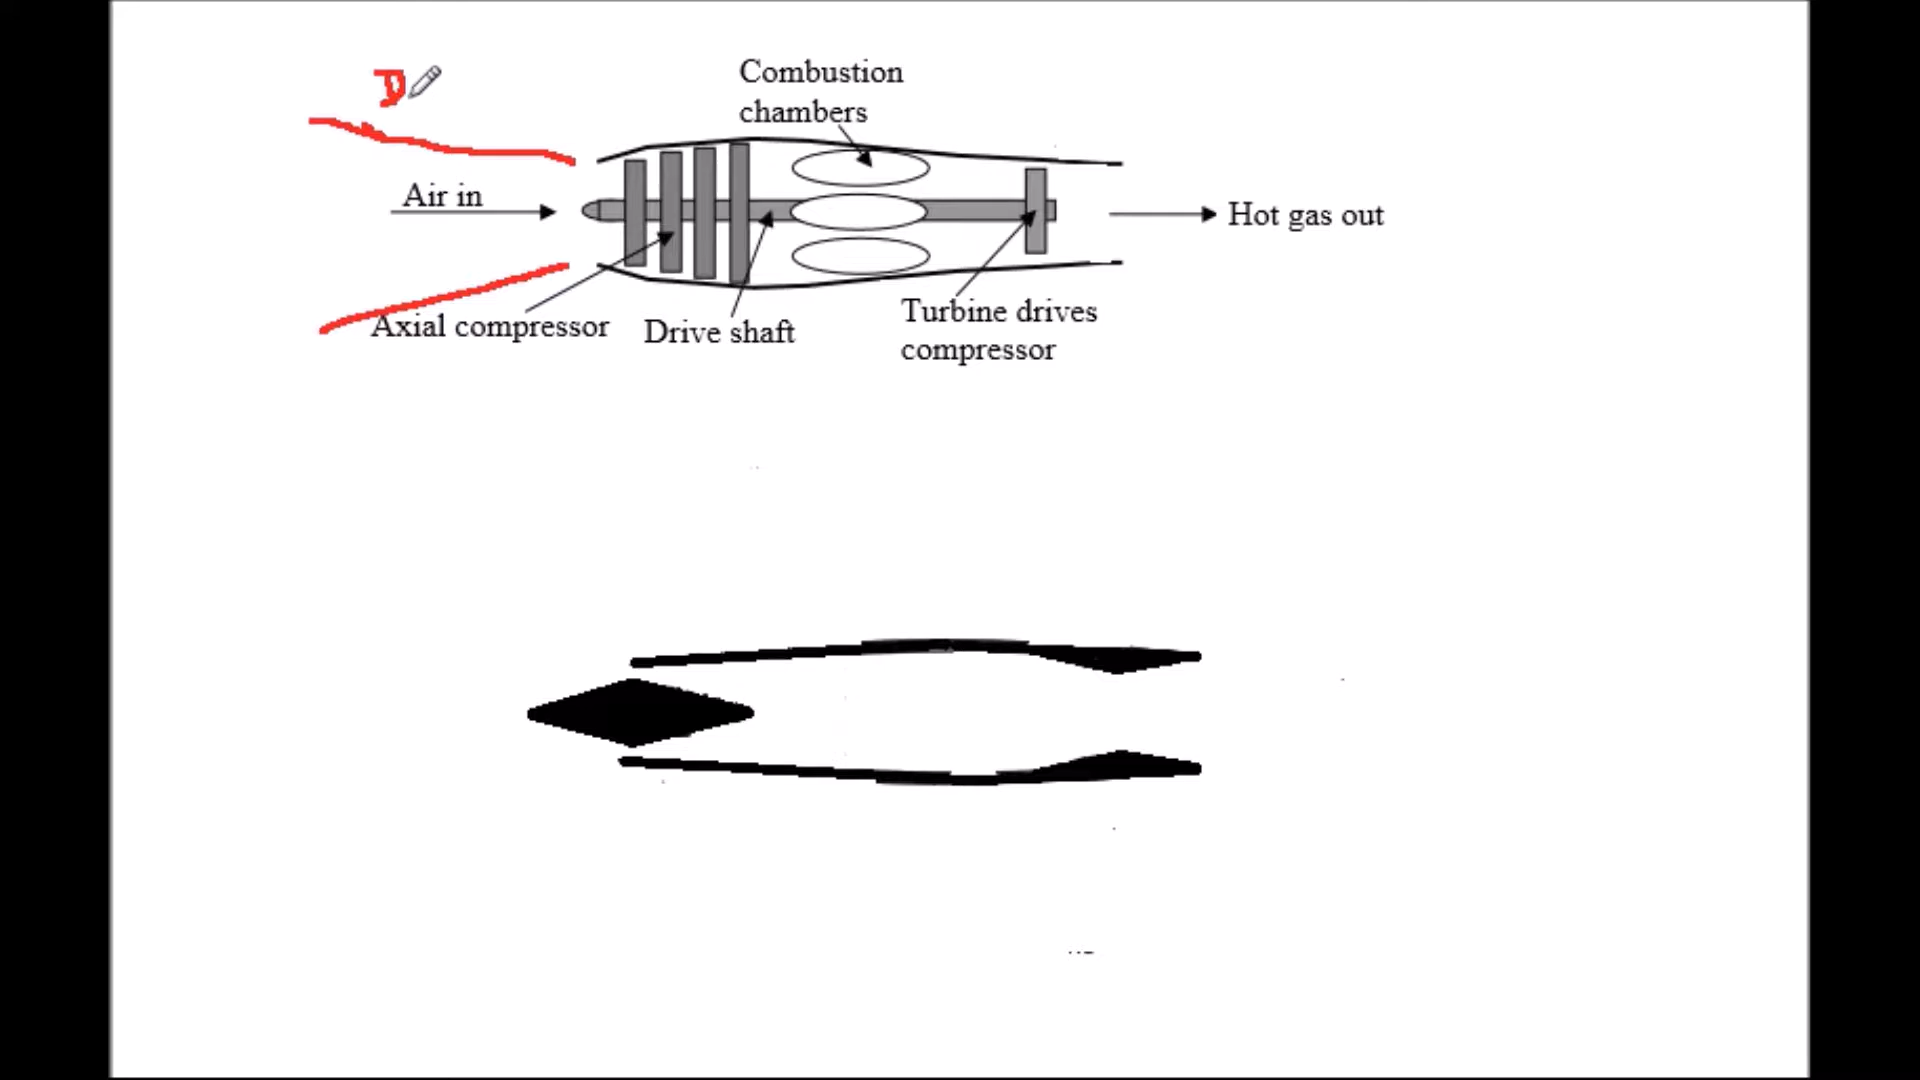 D
Combustion
chambers
Air in
Hot gas out
Axial compressor
Drive shaft
Turbine drives
compressor